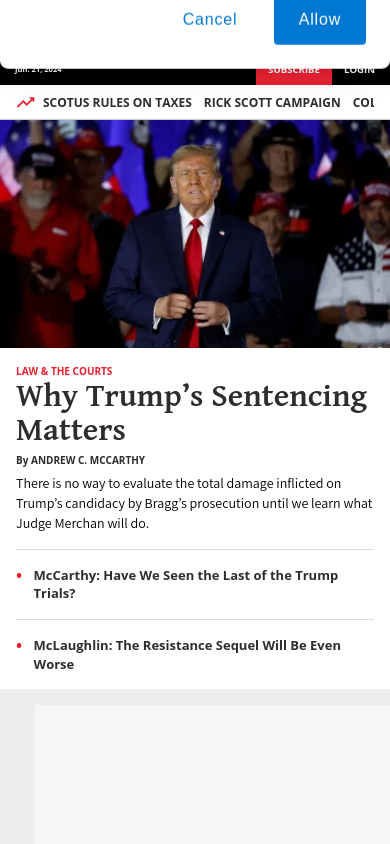 Cancel
Allow
Jun. 21, 2024
SUBSCRIBE
LOGIN
SCOTUS RULES ON TAXES
RICK SCOTT CAMPAIGN
COL
LAW & THE COURTS
Why Trump’s Sentencing
Matters
By ANDREW C. MCCARTHY
There is no way to evaluate the total damage inflicted on
Trump’s candidacy by Bragg’s prosecution until we learn what
Judge Merchan will do.
McCarthy: Have We Seen the Last of the Trump
Trials?
McLaughlin: The Resistance Sequel Will Be Even
Worse